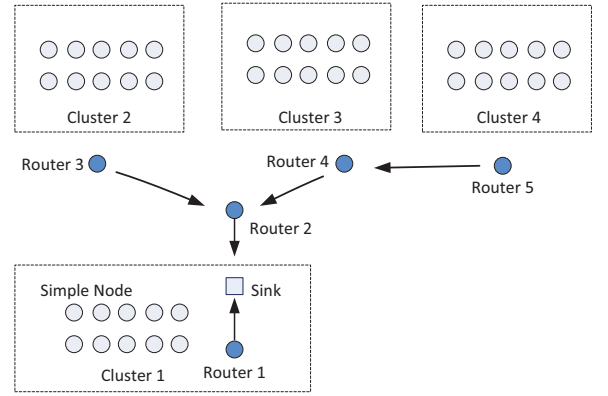 Cluster 2
Cluster 3
Cluster 4
Router 3
Router 4
Router 5
Router 2
Simple Node
Sink
Cluster 1
Router 1